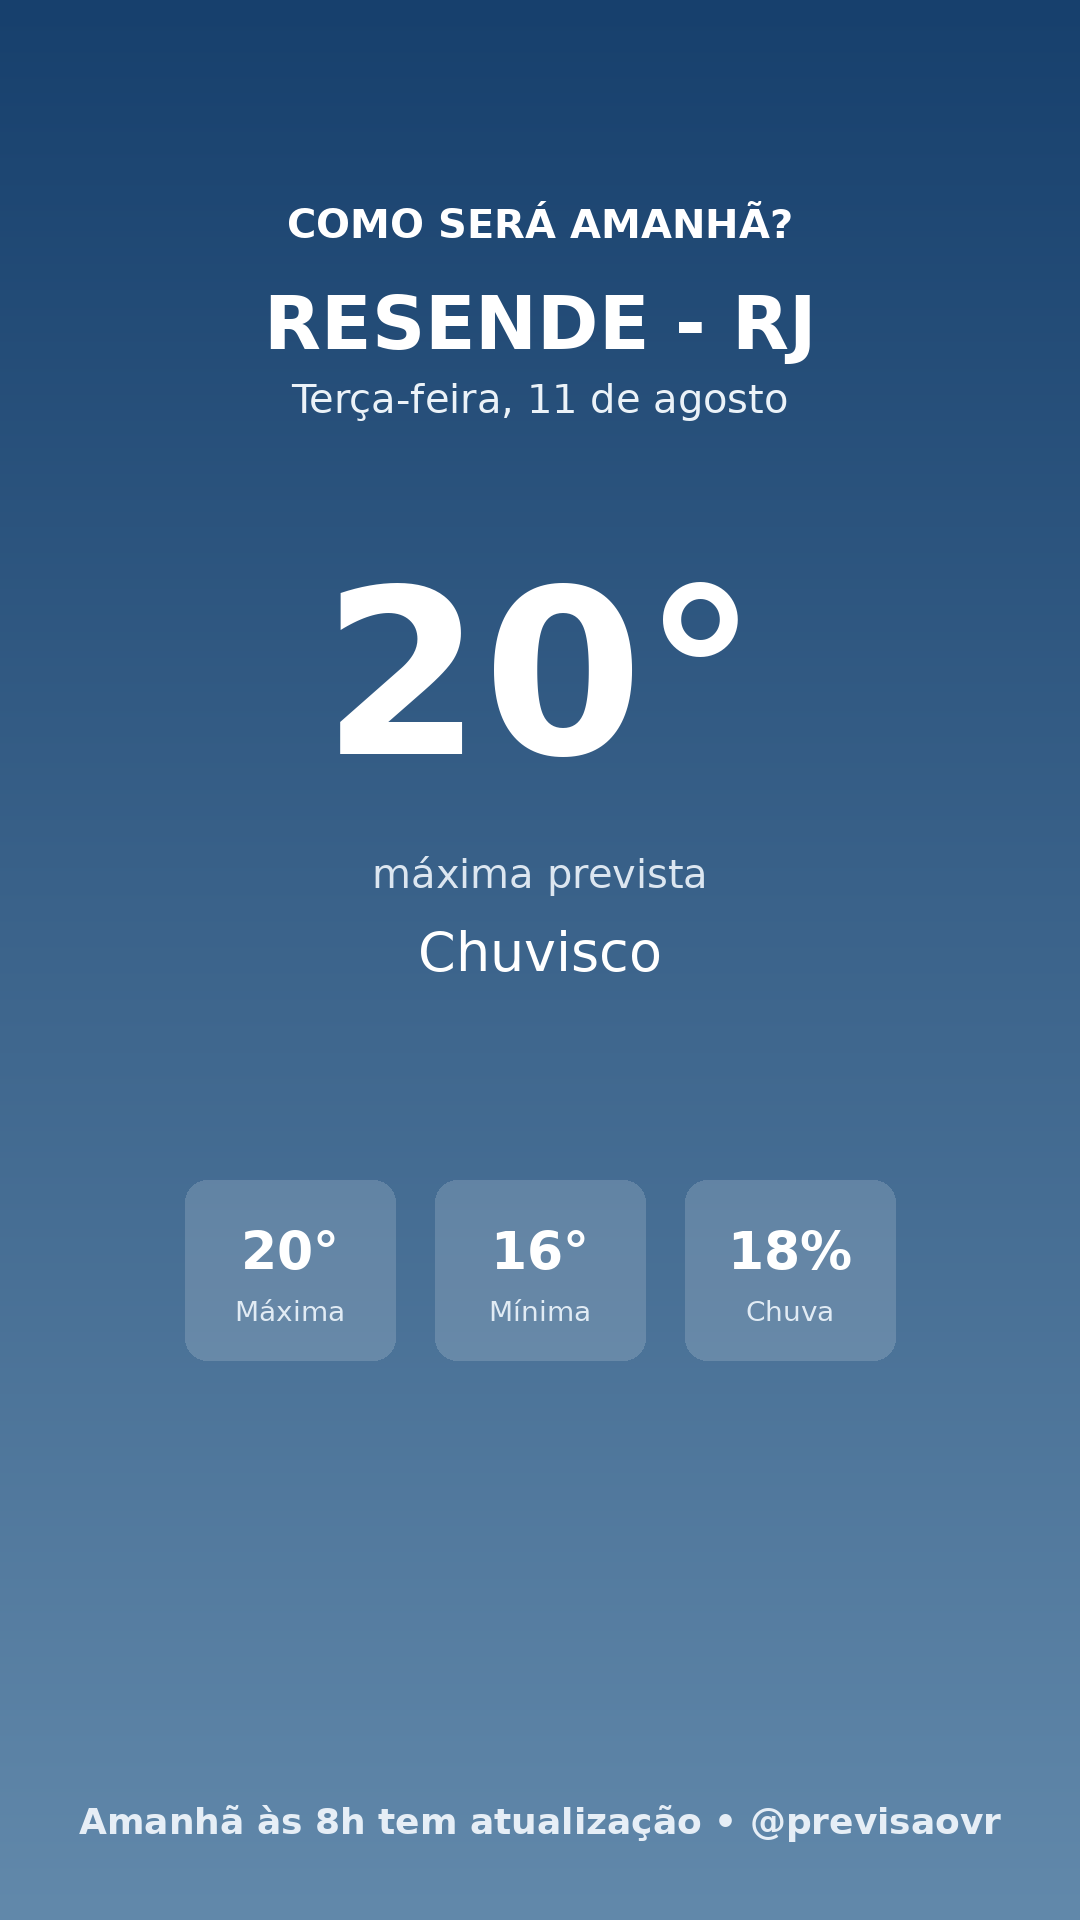 COMO SERÁ AMANHÃ?
RESENDE - RJ
Terça-feira, 11 de agosto
20°
máxima prevista
Chuvisco
20°
Máxima
16°
Mínima
18%
Chuva
Amanhã às 8h tem atualização • @previsaovr